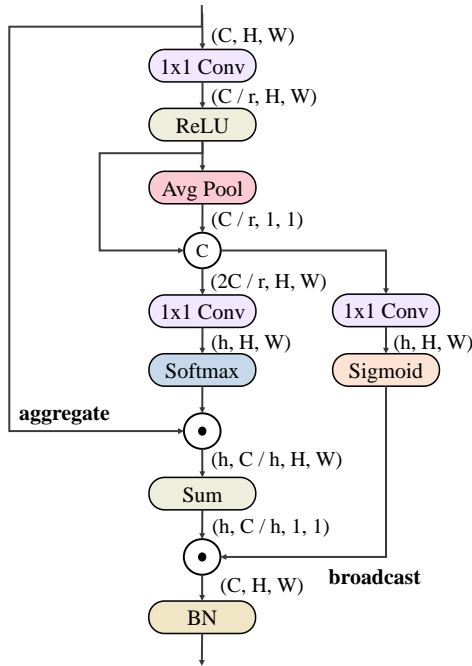 (C, H, W)
1x1 Conv
(C / r, H, W)
ReLU
Avg Pool
(C / r, 1, 1)
C
(2C / r, H, W)
1x1 Conv
1x1 Conv
(h, H, W)
(h, H, W)
Softmax
Sigmoid
aggregate
(h, C / h, H, W)
Sum
(h, C / h, 1, 1)
broadcast
(C, H, W)
BN